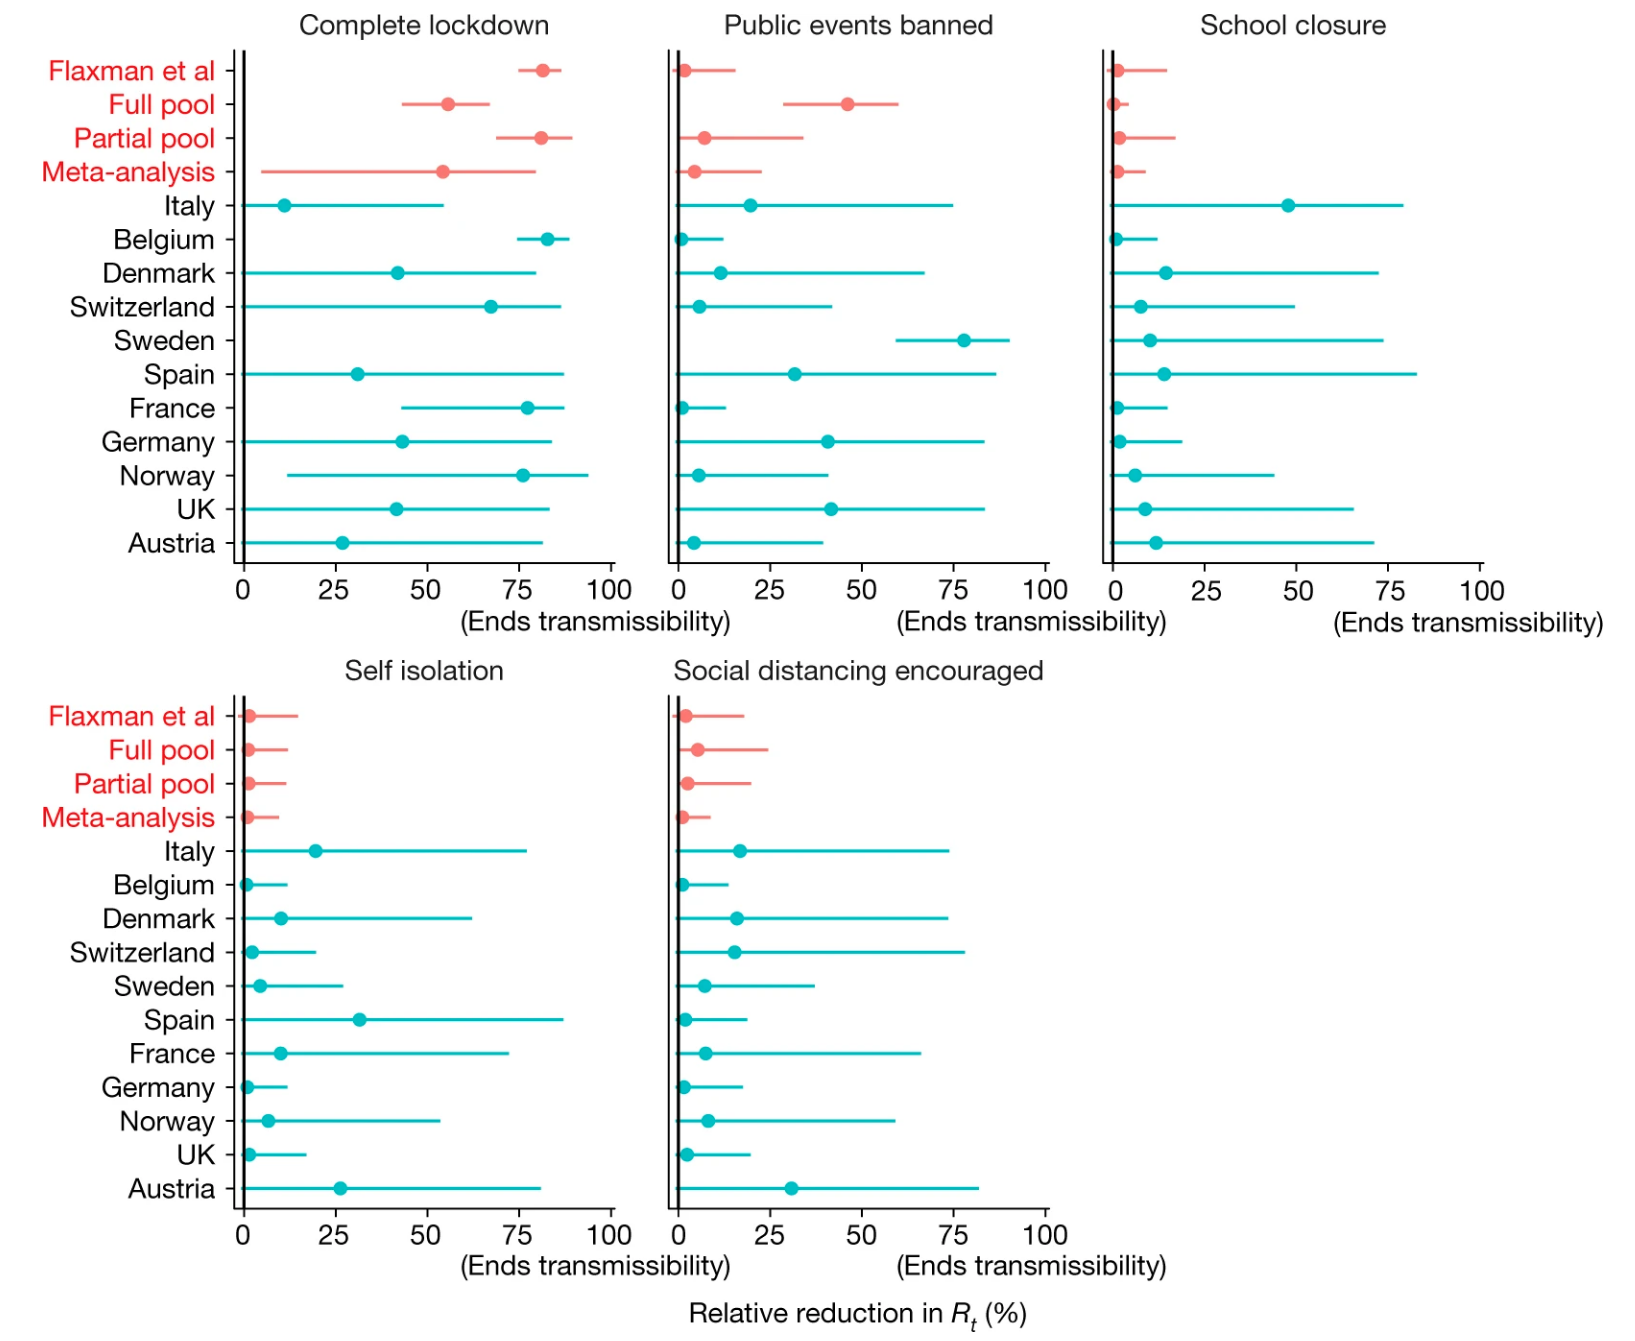 Complete lockdown
Public events banned
School closure
Flaxman et al
Full pool
Partial pool
Meta-analysis
Italy
Belgium
Denmark
Switzerland
Sweden
Spain
France
Germany
Norway
UK
Austria
0 25 50 75 100
0 25 50 75 100
0 25 50 75 100
(Ends transmissibility)
(Ends transmissibility)
(Ends transmissibility)
Self isolation
Social distancing encouraged
Flaxman et al
Full pool
Partial pool
Meta-analysis
Italy
Belgium
Denmark
Switzerland
Sweden
Spain
France
Germany
Norway
UK
Austria
0 25 50 75 100
0 25 50 75 100
(Ends transmissibility)
(Ends transmissibility)
Relative reduction in Rt (%)